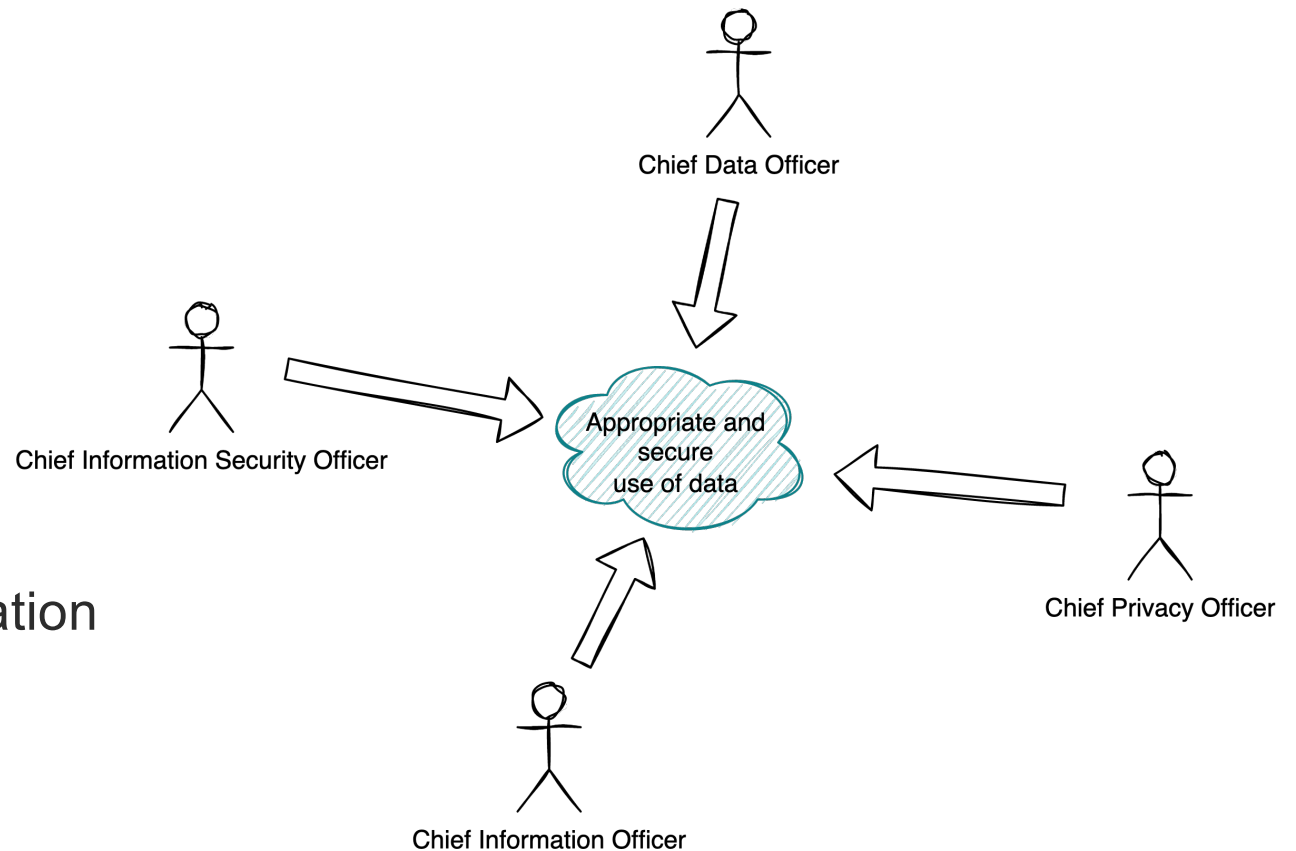 Chief Data Officer
Appropriate and
secure
use of data
Chief Information Security Officer
ation
Chief Privacy Officer
Chief Information Officer